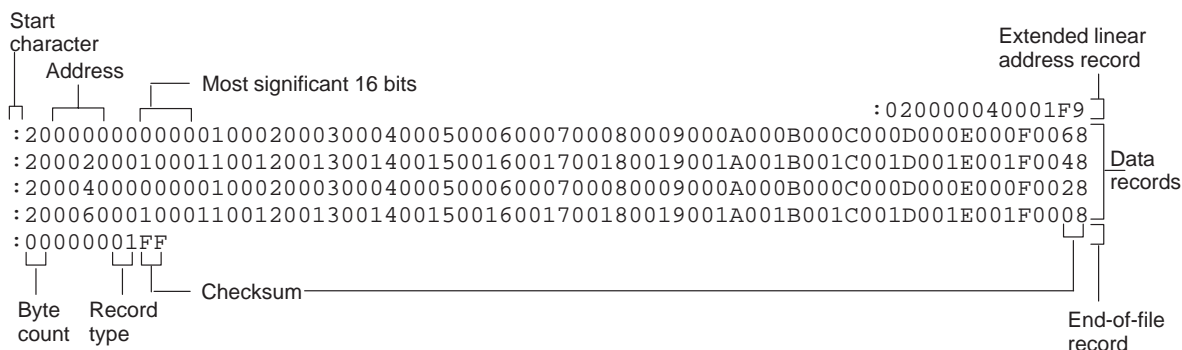 Start
character
Address
Most significant 16 bits
Extended linear
address record
:020000040001F9
:2000000000000100020003000400050006000700080009000A000B000C000D000E000F0068
:2000200010001100120013001400150016001700180019001A001B001C001D001E001F0048
:2000400000000100020003000400050006000700080009000A000B000C000D000E000F0028
:2000600010001100120013001400150016001700180019001A001B001C001D001E001F0008
Data
records
:00000001FF
Checksum
Byte
count
Record
type
End-of-file
record